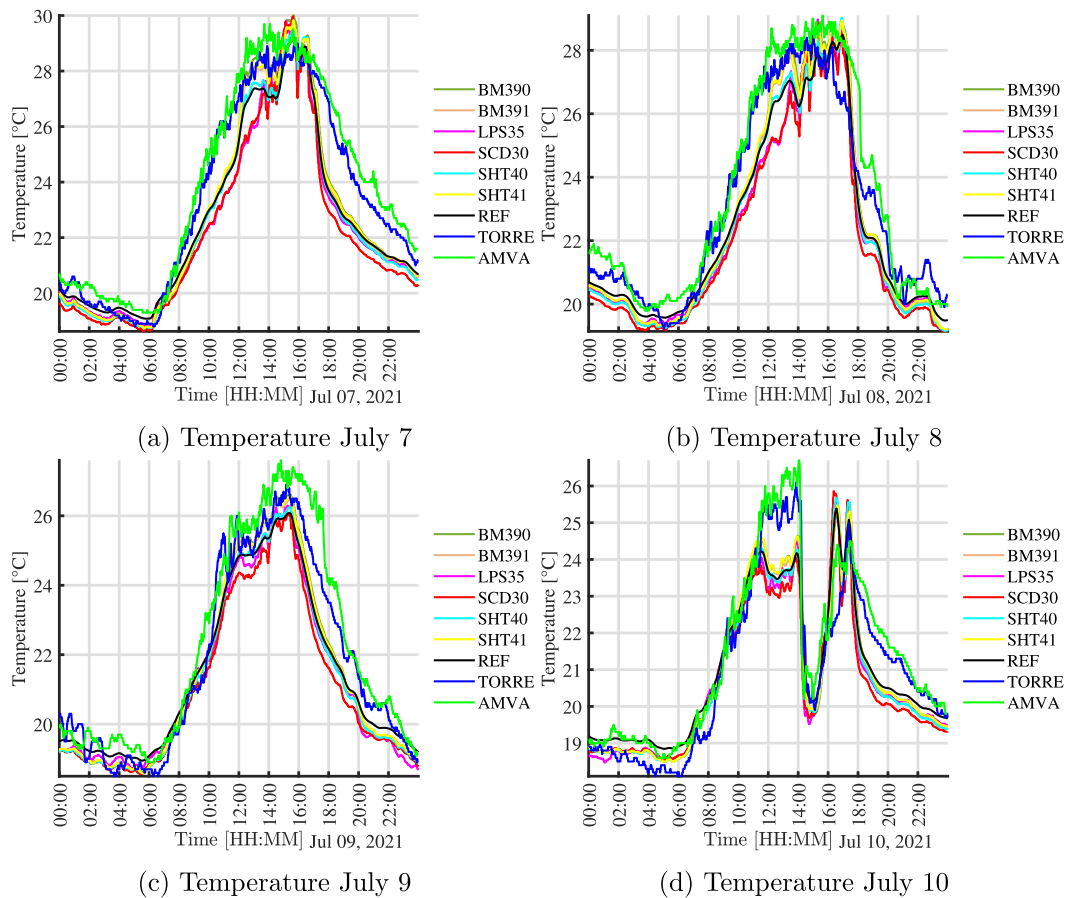 30
28
26
24
22
20
Temperature [°C]
00:00
02:00
04:00
06:00
08:00
10:00
12:00
14:00
16:00
18:00
20:00
22:00
Time [HH:MM] Jul 07, 2021
BM390
BM391
LPS35
SCD30
SHT40
SHT41
REF
TORRE
AMVA
(a) Temperature July 7
28
26
24
22
20
Temperature [°C]
00:00
02:00
04:00
06:00
08:00
10:00
12:00
14:00
16:00
18:00
20:00
22:00
Time [HH:MM] Jul 08, 2021
BM390
BM391
LPS35
SCD30
SHT40
SHT41
REF
TORRE
AMVA
(b) Temperature July 8
26
24
22
20
Temperature [°C]
00:00
02:00
04:00
06:00
08:00
10:00
12:00
14:00
16:00
18:00
20:00
22:00
Time [HH:MM] Jul 09, 2021
BM390
BM391
LPS35
SCD30
SHT40
SHT41
REF
TORRE
AMVA
(c) Temperature July 9
26
25
24
23
22
21
20
19
Temperature [°C]
00:00
02:00
04:00
06:00
08:00
10:00
12:00
14:00
16:00
18:00
20:00
22:00
Time [HH:MM] Jul 10, 2021
BM390
BM391
LPS35
SCD30
SHT40
SHT41
REF
TORRE
AMVA
(d) Temperature July 10